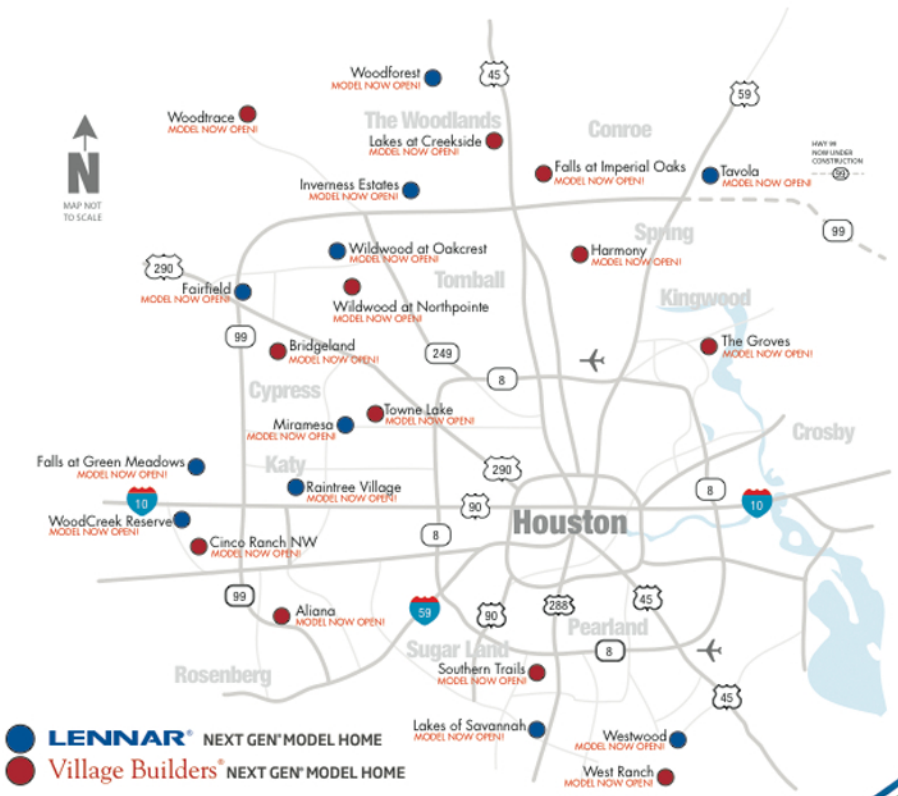 45
59
Woodforest
MODEL NOW OPEN!
Woodtrace
MODEL NOW OPEN!
The Woodlands
Lakes at Creekside
MODEL NOW OPEN!
Conroe
HWY 99
NOW UNDER
CONSTRUCTION
99
N
MAP NOT
TO SCALE
Inverness Estates
MODEL NOW OPEN!
Falls at Imperial Oaks
MODEL NOW OPEN!
Tavola
MODEL NOW OPEN!
99
Spring
Harmony
MODEL NOW OPEN!
Wildwood at Oakcrest
MODEL NOW OPEN!
290
Tomball
Fairfield
MODEL NOW OPEN!
Wildwood at Northpointe
MODEL NOW OPEN!
Kingwood
99
Bridgeland
MODEL NOW OPEN!
249
The Groves
MODEL NOW OPEN!
8
Cypress
Towne Lake
MODEL NOW OPEN!
Miramesa
MODEL NOW OPEN!
Crosby
Falls at Green Meadows
MODEL NOW OPEN!
Katy
290
Raintree Village
MODEL NOW OPEN!
8
10
90
10
WoodCreek Reserve
MODEL NOW OPEN!
Houston
8
Cinco Ranch NW
MODEL NOW OPEN!
99
Aliana
MODEL NOW OPEN!
59
90
288
45
Pearland
8
Sugar Land
Rosenberg
Southern Trails
MODEL NOW OPEN!
45
Lakes of Savannah
MODEL NOW OPEN!
Westwood
MODEL NOW OPEN!
West Ranch
MODEL NOW OPEN!
LENNAR® NEXT GEN® MODEL HOME
Village Builders® NEXT GEN® MODEL HOME